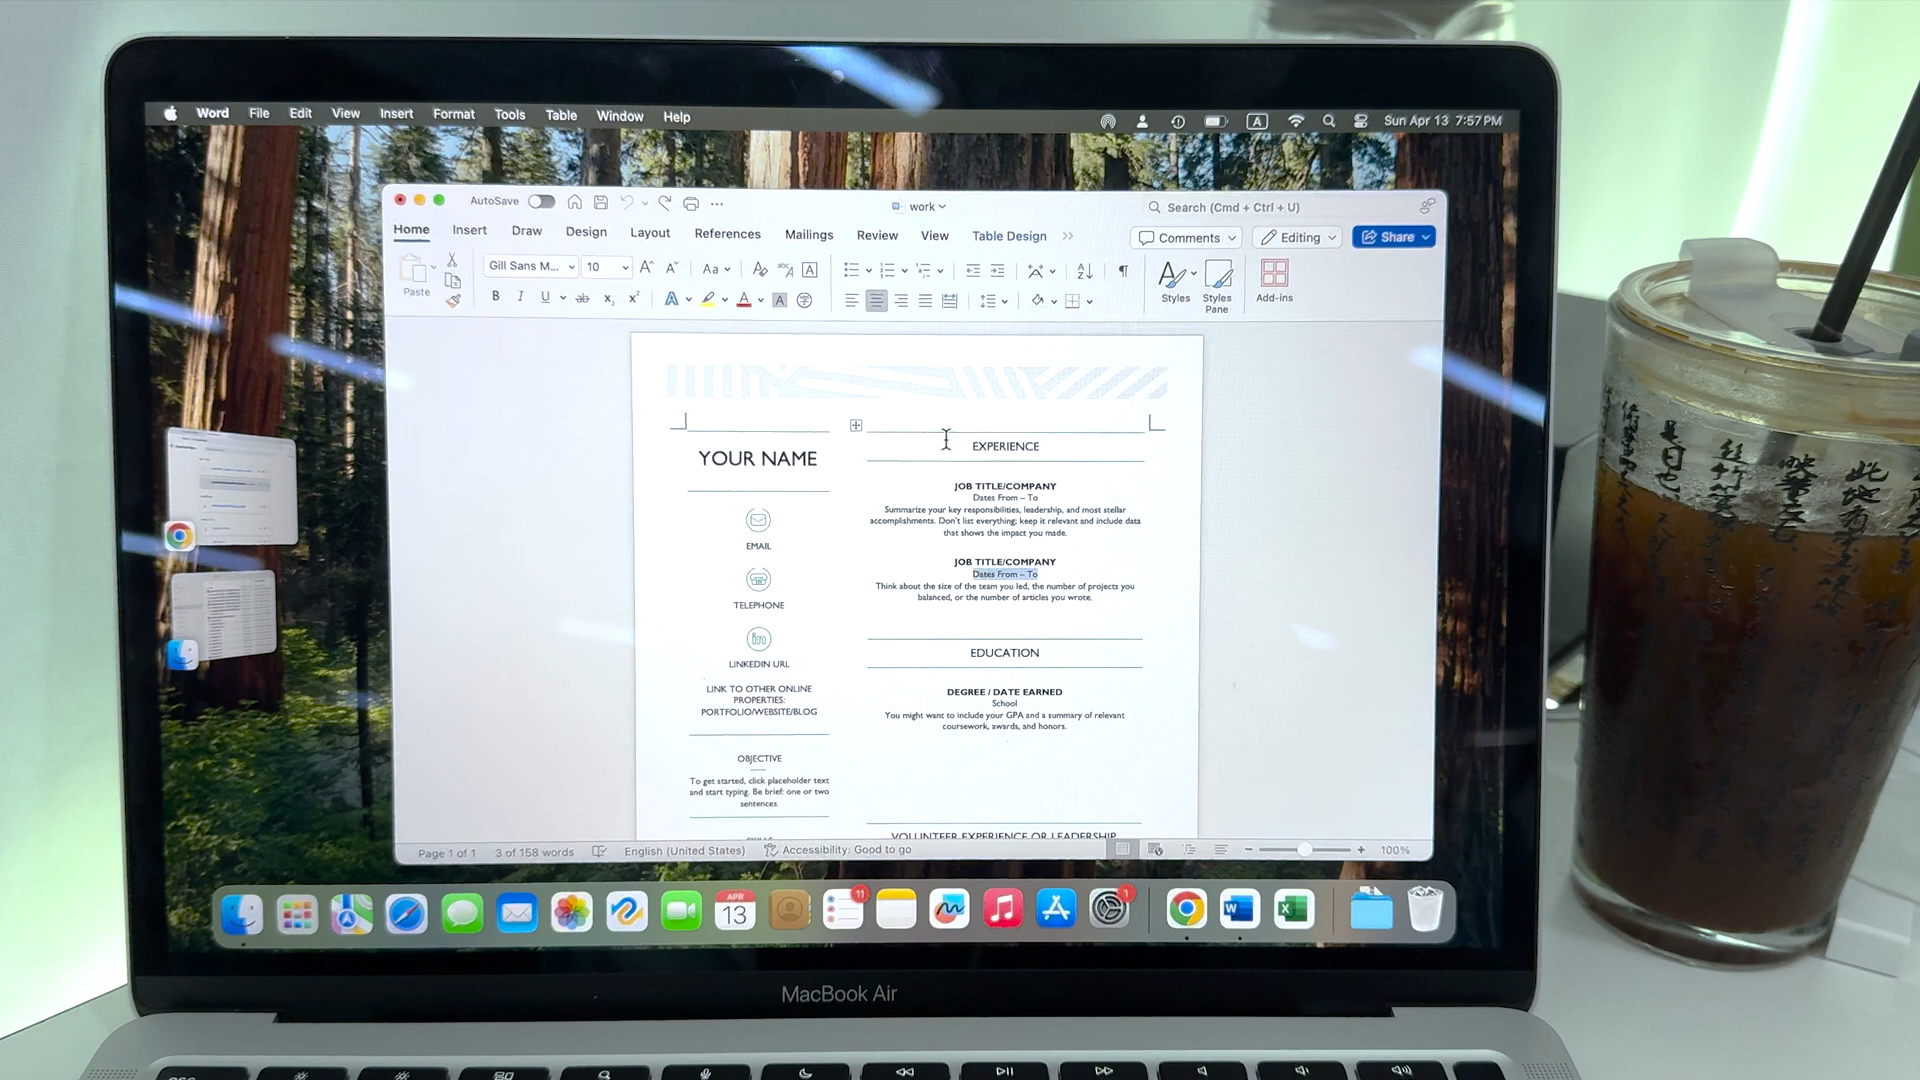 Word File Edit View Insert Format Tools Table Window Help
A Sun Apr 13 7:57 PM
AutoSave
work
Search (Cmd + Ctrl + U)
Home Insert Draw Design Layout References Mailings Review View Table Design
Comments Editing Share
Paste
Gill Sans M... 10
Aa
B I U
Styles
Styles Pane
Add-ins
YOUR NAME
EMAIL
TELEPHONE
in
LINKEDIN URL
LINK TO OTHER ONLINE
PROPERTIES:
PORTFOLIO/WEBSITE/BLOG
OBJECTIVE
To get started, click placeholder text
and start typing. Be brief: one or two
sentences.
EXPERIENCE
JOB TITLE/COMPANY
Dates From – To
Summarize your key responsibilities, leadership, and most stellar
accomplishments. Don't list everything; keep it relevant and include data
that shows the impact you made.
JOB TITLE/COMPANY
Dates From – To
Think about the size of the team you led, the number of projects you
balanced, or the number of articles you wrote.
EDUCATION
DEGREE / DATE EARNED
School
You might want to include your GPA and a summary of relevant
coursework, awards, and honors.
VOLUNTEER EXPERIENCE OR LEADERSHIP
Page 1 of 1 3 of 158 words English (United States) Accessibility: Good to go 100%
APR
13
11
1
MacBook Air